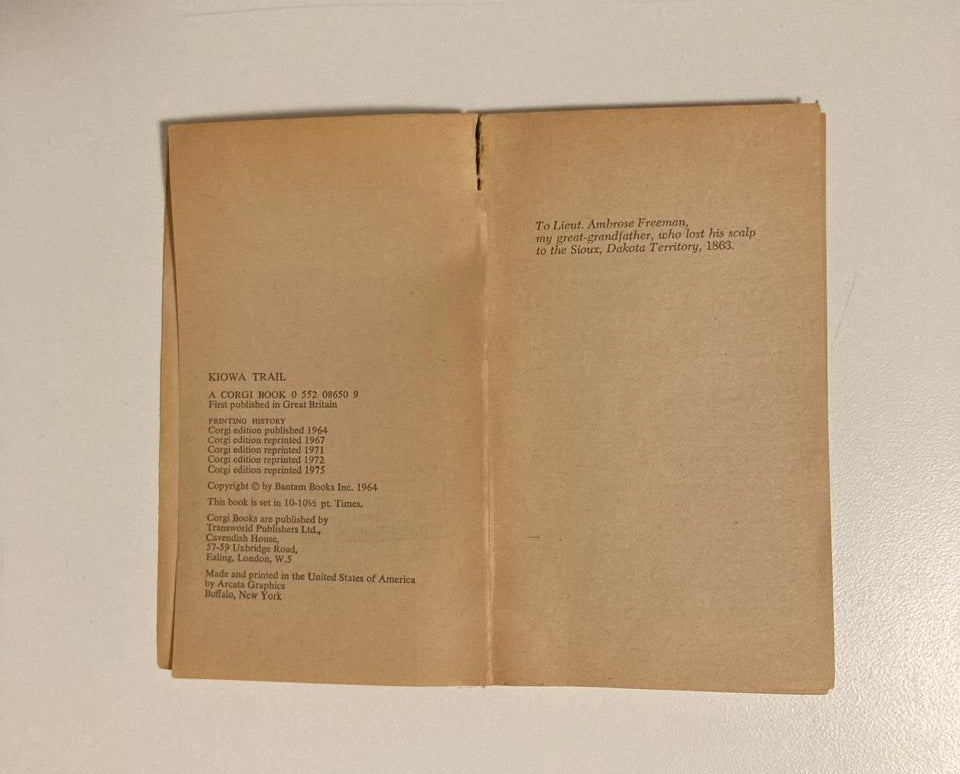 KIOWA TRAIL
A CORGI BOOK 0 552 08650 9
First published in Great Britain
PRINTING HISTORY
Corgi edition published 1964
Corgi edition reprinted 1967
Corgi edition reprinted 1971
Corgi edition reprinted 1972
Corgi edition reprinted 1975
Copyright © by Bantam Books Inc. 1964
This book is set in 10-10½ pt. Times.
Corgi Books are published by
Transworld Publishers Ltd.,
Cavendish House,
57-59 Uxbridge Road,
Ealing, London, W.5
Made and printed in the United States of America
by Arcata Graphics
Buffalo, New York
To Lieut. Ambrose Freeman,
my great-grandfather, who lost his scalp
to the Sioux, Dakota Territory, 1863.